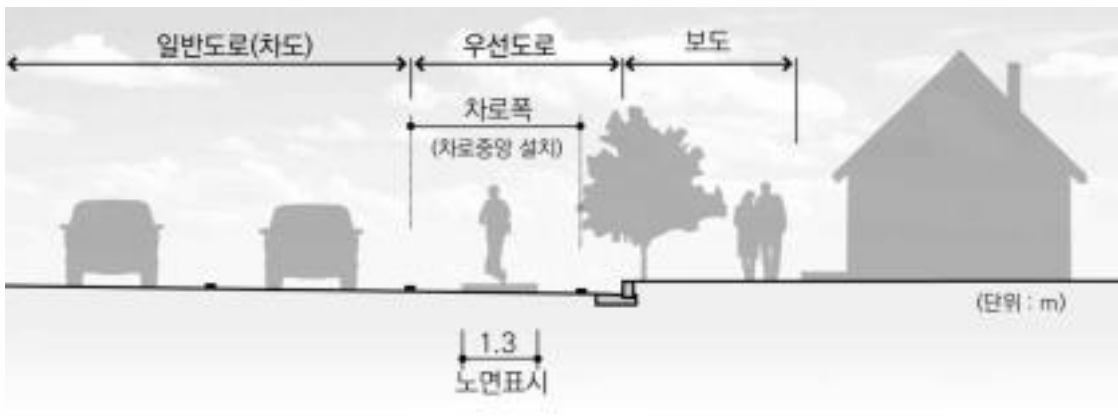 일반도로(차도)
우선도로
보도
차로폭
(차로중앙 설치)
(단위 : m)
1.3
노면표시